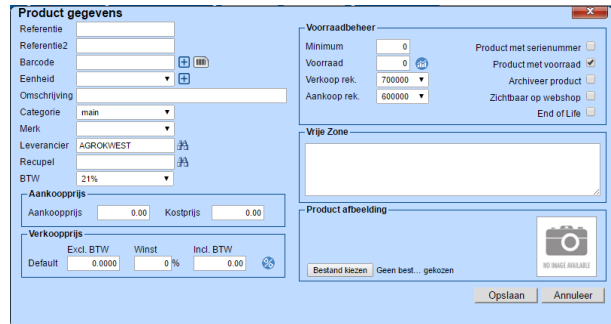 Product gegevens
Referentie
Referentie2
Barcode
Eenheid
Omschrijving
Categorie main
Merk
Leverancier AGROKWEST
Recupel
BTW 21%
Aankoopprijs
Aankoopprijs 0.00 Kostprijs 0.00
Verkoopprijs
Excl. BTW Winst Incl. BTW
Default 0.0000 0 % 0.00 %
Voorraadbeheer
Minimum 0 Product met serienummer
Voorraad 0 Product met voorraad
Verkoop rek. 700000 Archiveer product
Aankoop rek. 600000 Zichtbaar op webshop
End of Life
Vrije Zone
Product afbeelding
NO IMAGE AVAILABLE
Bestand kiezen Geen best... gekozen
Opslaan Annuleer